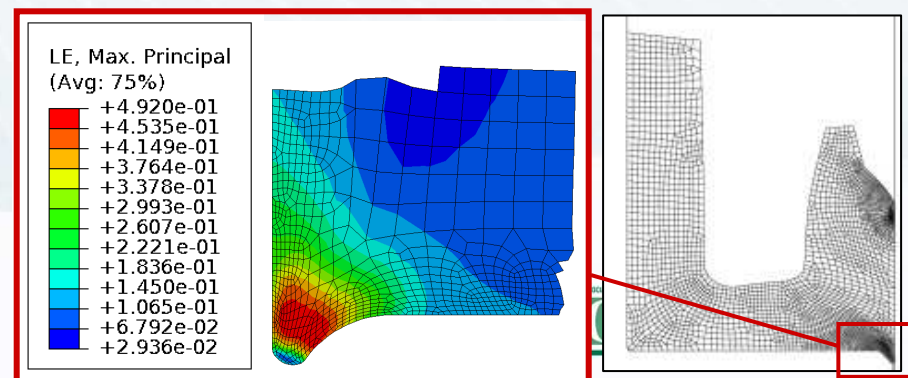 LE, Max. Principal
(Avg: 75%)
+4.920e-01
+4.535e-01
+4.149e-01
+3.764e-01
+3.378e-01
+2.993e-01
+2.607e-01
+2.221e-01
+1.836e-01
+1.450e-01
+1.065e-01
+6.792e-02
+2.936e-02